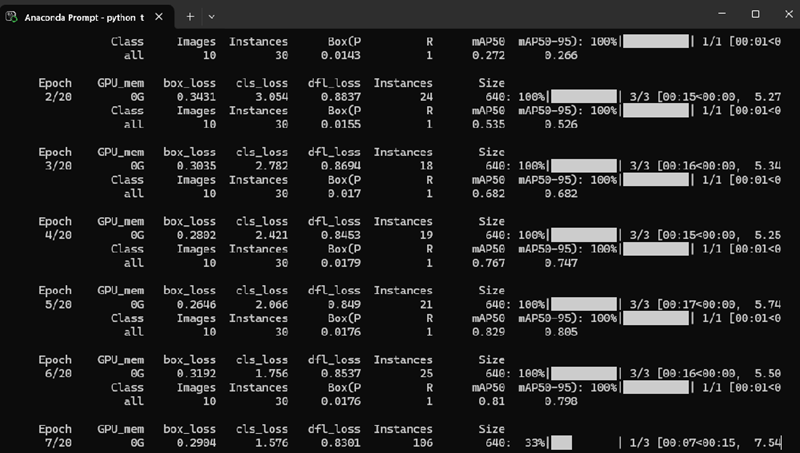 Anaconda Prompt - python t
Class Images Instances Box(P R mAP50 mAP50-95): 100%| | 1/1 [00:01<0
all 10 30 0.0143 1 0.272 0.266
Epoch GPU_mem box_loss cls_loss dfl_loss Instances Size
2/20 0G 0.3431 3.054 0.8837 24 640: 100%| | 3/3 [00:15<00:00, 5.27
Class Images Instances Box(P R mAP50 mAP50-95): 100%| | 1/1 [00:01<0
all 10 30 0.0155 1 0.535 0.526
Epoch GPU_mem box_loss cls_loss dfl_loss Instances Size
3/20 0G 0.3035 2.782 0.8694 18 640: 100%| | 3/3 [00:16<00:00, 5.34
Class Images Instances Box(P R mAP50 mAP50-95): 100%| | 1/1 [00:01<0
all 10 30 0.017 1 0.682 0.682
Epoch GPU_mem box_loss cls_loss dfl_loss Instances Size
4/20 0G 0.2802 2.421 0.8453 19 640: 100%| | 3/3 [00:15<00:00, 5.25
Class Images Instances Box(P R mAP50 mAP50-95): 100%| | 1/1 [00:01<0
all 10 30 0.0179 1 0.767 0.747
Epoch GPU_mem box_loss cls_loss dfl_loss Instances Size
5/20 0G 0.2646 2.066 0.849 21 640: 100%| | 3/3 [00:17<00:00, 5.74
Class Images Instances Box(P R mAP50 mAP50-95): 100%| | 1/1 [00:01<0
all 10 30 0.0176 1 0.829 0.805
Epoch GPU_mem box_loss cls_loss dfl_loss Instances Size
6/20 0G 0.3192 1.756 0.8537 25 640: 100%| | 3/3 [00:16<00:00, 5.50
Class Images Instances Box(P R mAP50 mAP50-95): 100%| | 1/1 [00:01<0
all 10 30 0.0176 1 0.81 0.798
Epoch GPU_mem box_loss cls_loss dfl_loss Instances Size
7/20 0G 0.2904 1.576 0.8301 106 640: 33%| | 1/3 [00:07<00:15, 7.54